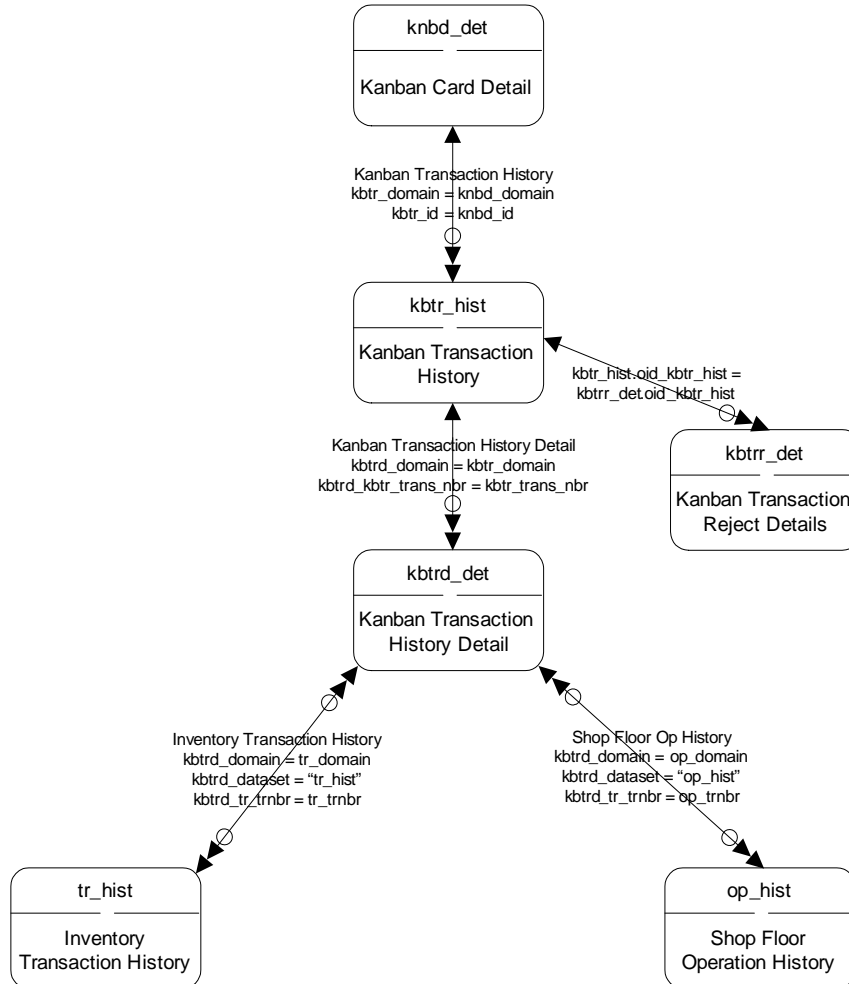 knbd_det
Kanban Card Detail
Kanban Transaction History
kbtr_domain = knbd_domain
kbtr_id = knbd_id
kbtr_hist
Kanban Transaction
History
kbtr_hist.oid_kbtr_hist =
kbtrr_det.oid_kbtr_hist
kbtrr_det
Kanban Transaction
Reject Details
Kanban Transaction History Detail
kbtrd_domain = kbtr_domain
kbtrd_kbtr_trans_nbr = kbtr_trans_nbr
kbtrd_det
Kanban Transaction
History Detail
Inventory Transaction History
kbtrd_domain = tr_domain
kbtrd_dataset = “tr_hist”
kbtrd_tr_trnbr = tr_trnbr
Shop Floor Op History
kbtrd_domain = op_domain
kbtrd_dataset = “op_hist”
kbtrd_tr_trnbr = op_trnbr
tr_hist
Inventory
Transaction History
op_hist
Shop Floor
Operation History